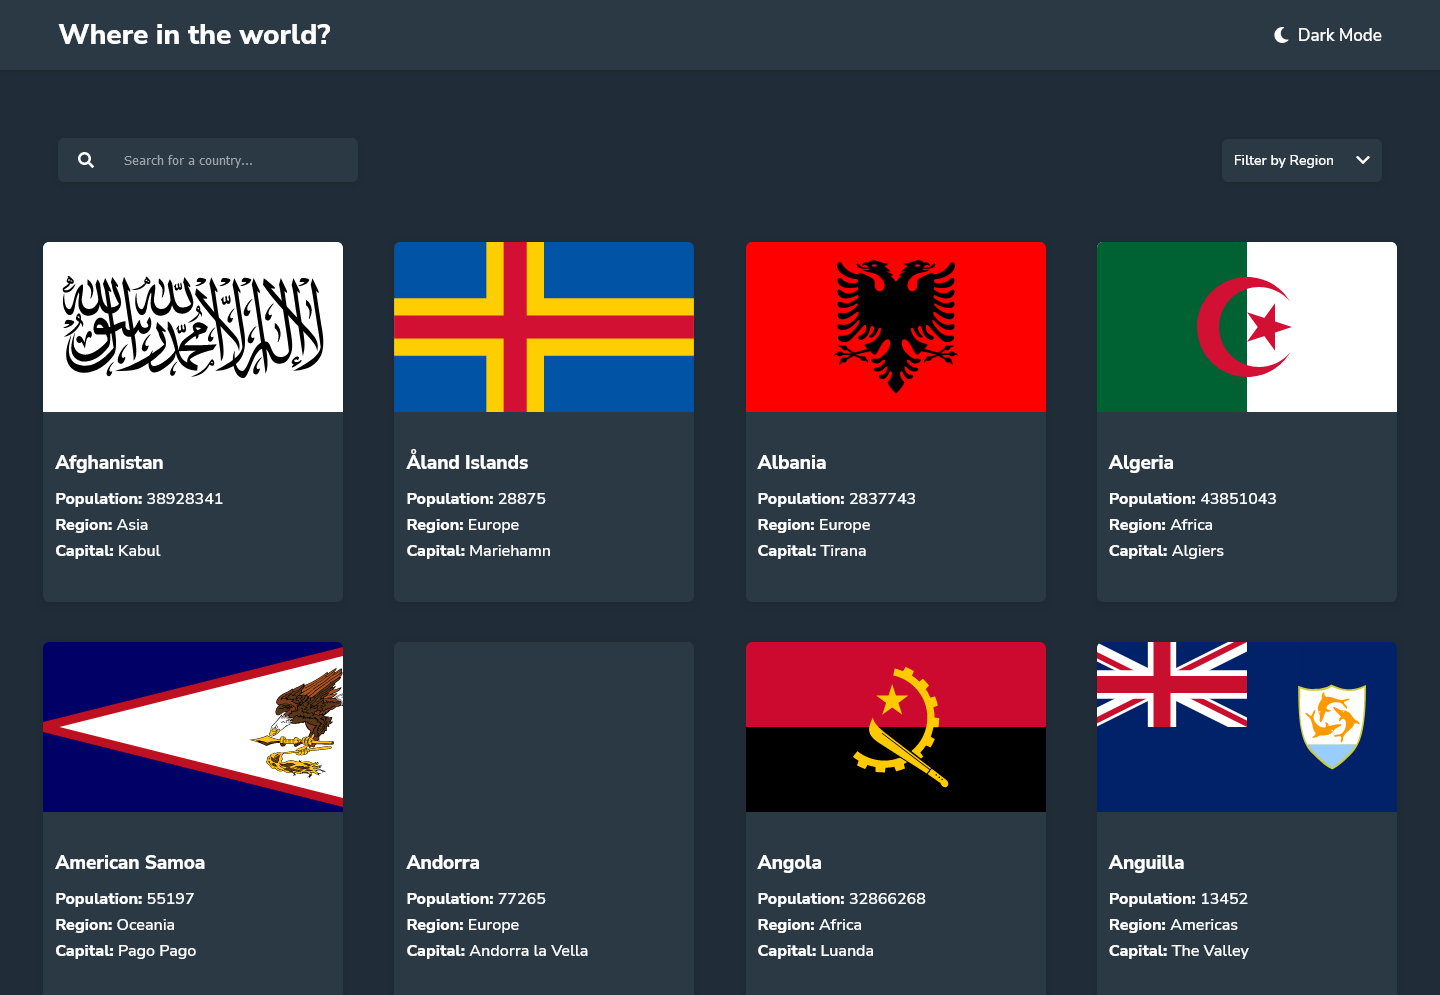 Where in the world?
Dark Mode
Search for a country...
Filter by Region
لا إله إلا الله محمد رسول الله
Afghanistan
Population: 38928341
Region: Asia
Capital: Kabul
Åland Islands
Population: 28875
Region: Europe
Capital: Mariehamn
Albania
Population: 2837743
Region: Europe
Capital: Tirana
Algeria
Population: 43851043
Region: Africa
Capital: Algiers
American Samoa
Population: 55197
Region: Oceania
Capital: Pago Pago
Andorra
Population: 77265
Region: Europe
Capital: Andorra la Vella
Angola
Population: 32866268
Region: Africa
Capital: Luanda
Anguilla
Population: 13452
Region: Americas
Capital: The Valley